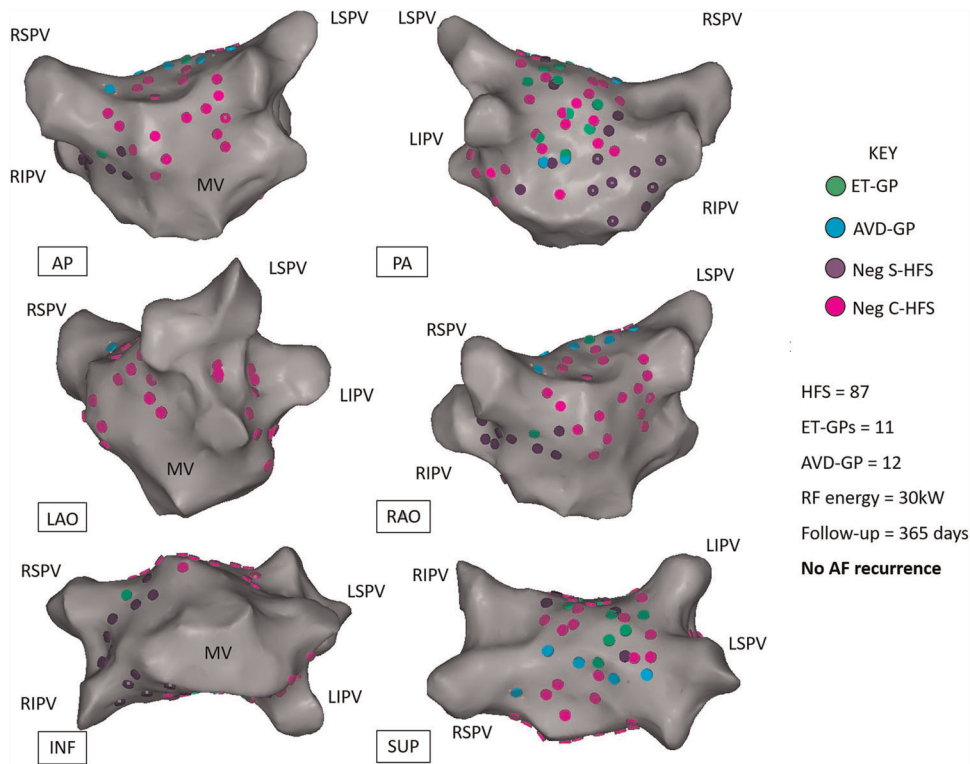 LSPV
RSPV
RIPV
MV
AP
LSPV
RSPV
LIPV
RIPV
PA
KEY
ET-GP
AVD-GP
Neg S-HFS
Neg C-HFS
LSPV
RSPV
LIPV
MV
LAO
LSPV
RSPV
RIPV
RAO
HFS = 87
ET-GPs = 11
AVD-GP = 12
RF energy = 30kW
Follow-up = 365 days
No AF recurrence
RSPV
LSPV
MV
RIPV
LIPV
INF
LIPV
RIPV
LSPV
RSPV
SUP